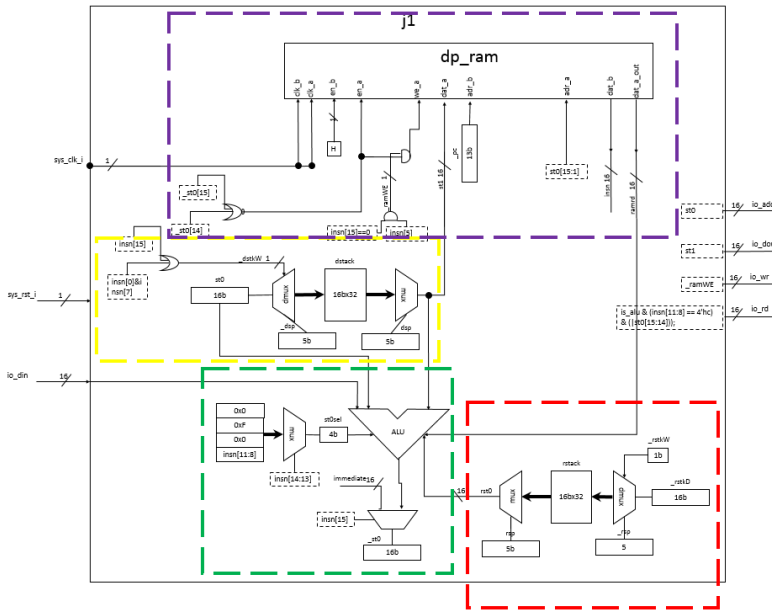 j1
dp_ram
clk_b
clk_a
en_b
en_a
we_a
dat_a
adr_b
adr_a
dat_b
dat_a_out
sys_clk_i
1
1
H
_st0[15]
_st0[14]
1
ramWE
st1 16
_pc
13b
st0[15:1]
insn 16
ramrd 16
insn[15]==0
insn[5]
st0
16
io_add
st1
16
io_dou
_ramWE
16
io_wr
is_alu & (insn[11:8] == 4'hc)
& (|st0[15:14]));
16
io_rd
insn[15]
insn[0]&i
nsn[7]
_dstkW 1
sys_rst_i
1
st0
16b
dmux
dstack
16bx32
mux
_dsp
5b
dsp
5b
io_din
16
0x0
0xF
0x0
insn[11:8]
mux
insn[14:13]
st0sel
4b
ALU
immediate 16
insn[15]
_st0
16b
16
rst0
mux
rstack
16bx32
dmup
_rstkW
1b
_rstkD
16b
rsp
5b
_rsp
5